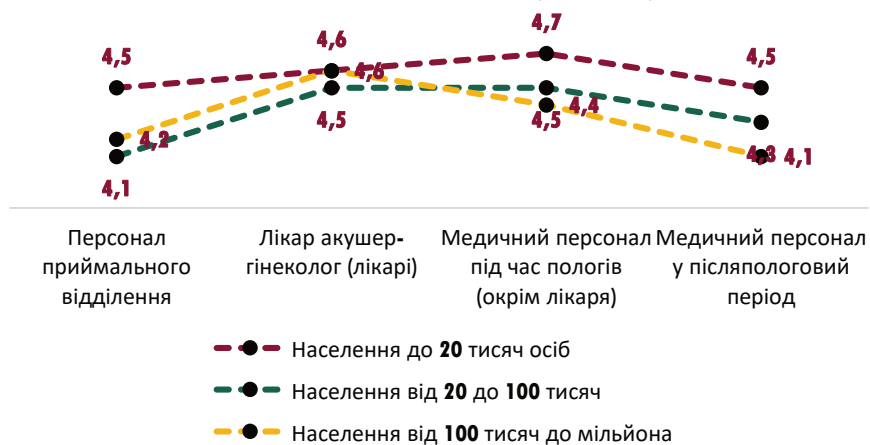 4,7
4,6
4,5
4,5
4,6
4,4
4,2
4,5
4,5
4,3
4,1
4,1
Персонал приймального відділення
Лікар акушер-гінеколог (лікарі)
Медичний персонал під час пологів (окрім лікаря)
Медичний персонал у післяпологовий період
Населення до 20 тисяч осіб
Населення від 20 до 100 тисяч
Населення від 100 тисяч до мільйона